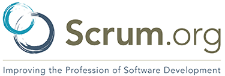 Scrum.org
Improving the Profession of Software Development